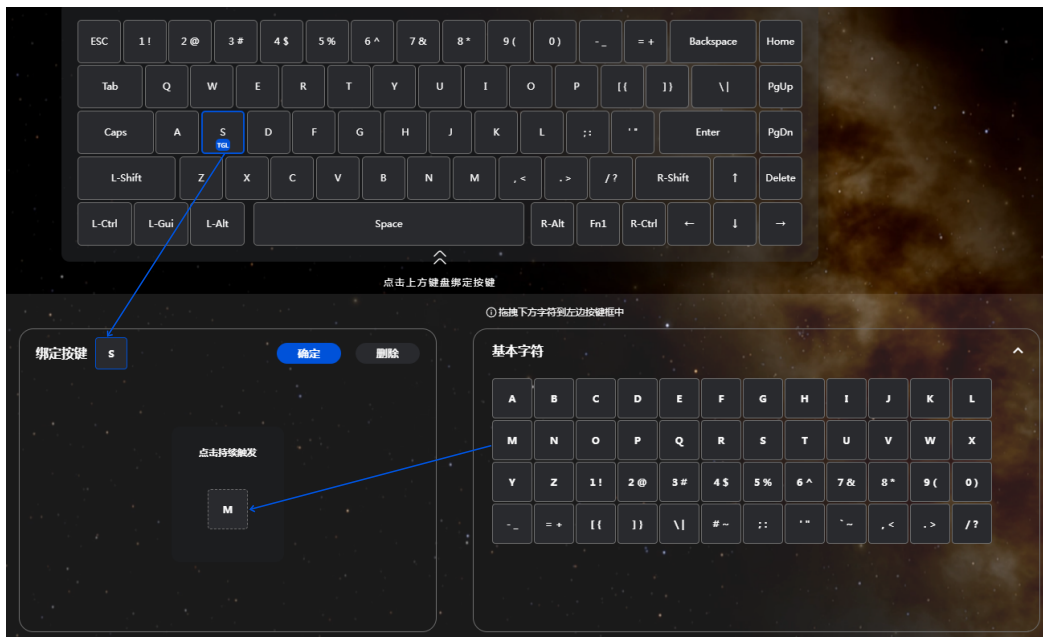 ESC 1! 2@ 3# 4$ 5% 6^ 7& 8* 9( 0) -_ =+ Backspace Home
Tab Q W E R T Y U I O P [{ ]} \| PgUp
Caps A S D F G H J K L ;: '" Enter PgDn
TGL
L-Shift Z X C V B N M ,< .> /? R-Shift ↑ Delete
L-Ctrl L-Gui L-Alt Space R-Alt Fn1 R-Ctrl ← ↓ →
点击上方键盘绑定按键
拖拽下方字符到左边按键框中
绑定按键 S 确定 删除
点击持续触发
M
基本字符
A B C D E F G H I J K L
M N O P Q R S T U V W X
Y Z 1! 2@ 3# 4$ 5% 6^ 7& 8* 9( 0)
-_ =+ [{ ]} \| #~ ;: '" `~ ,< .> /?